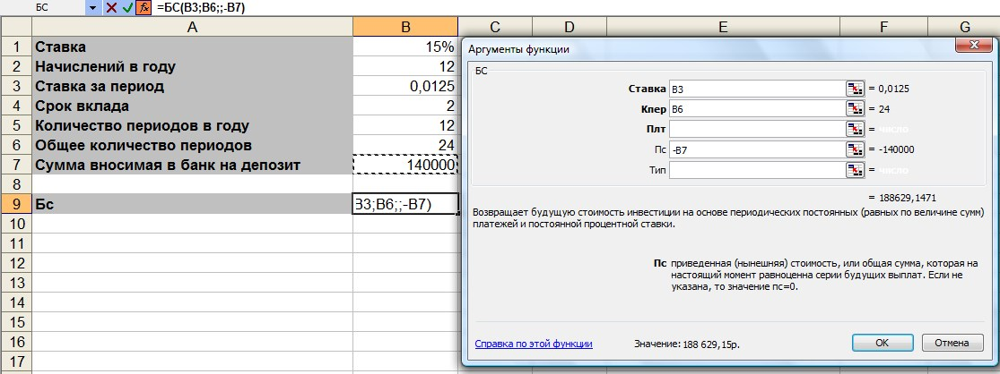 БС =БС(B3;B6;;-B7)
A B C D E F G
1 Ставка 15%
2 Начислений в году 12
3 Ставка за период 0,0125
4 Срок вклада 2
5 Количество периодов в году 12
6 Общее количество периодов 24
7 Сумма вносимая в банк на депозит 140000
8
9 Бс B3;B6;;-B7)
10
11
12
13
14
15
16
17
Аргументы функции
БС
Ставка B3 = 0,0125
Кпер B6 = 24
Плт = число
Пс -B7 = -140000
Тип = число
= 188629,1471
Возвращает будущую стоимость инвестиции на основе периодических постоянных (равных по величине сумм)
платежей и постоянной процентной ставки.
Пс приведенная (нынешняя) стоимость, или общая сумма, которая на
настоящий момент равноценна серии будущих выплат. Если не
указана, то значение пс=0.
Справка по этой функции Значение: 188 629,15р. ОК Отмена